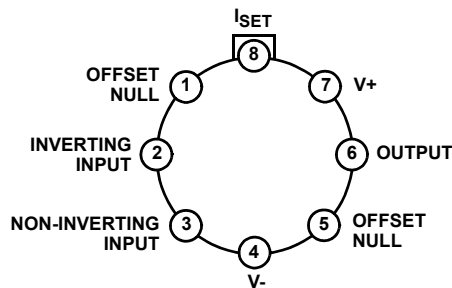 ISET
8
OFFSET
NULL
1
7
V+
INVERTING
INPUT
2
6
OUTPUT
NON-INVERTING
INPUT
3
5
OFFSET
NULL
4
V-